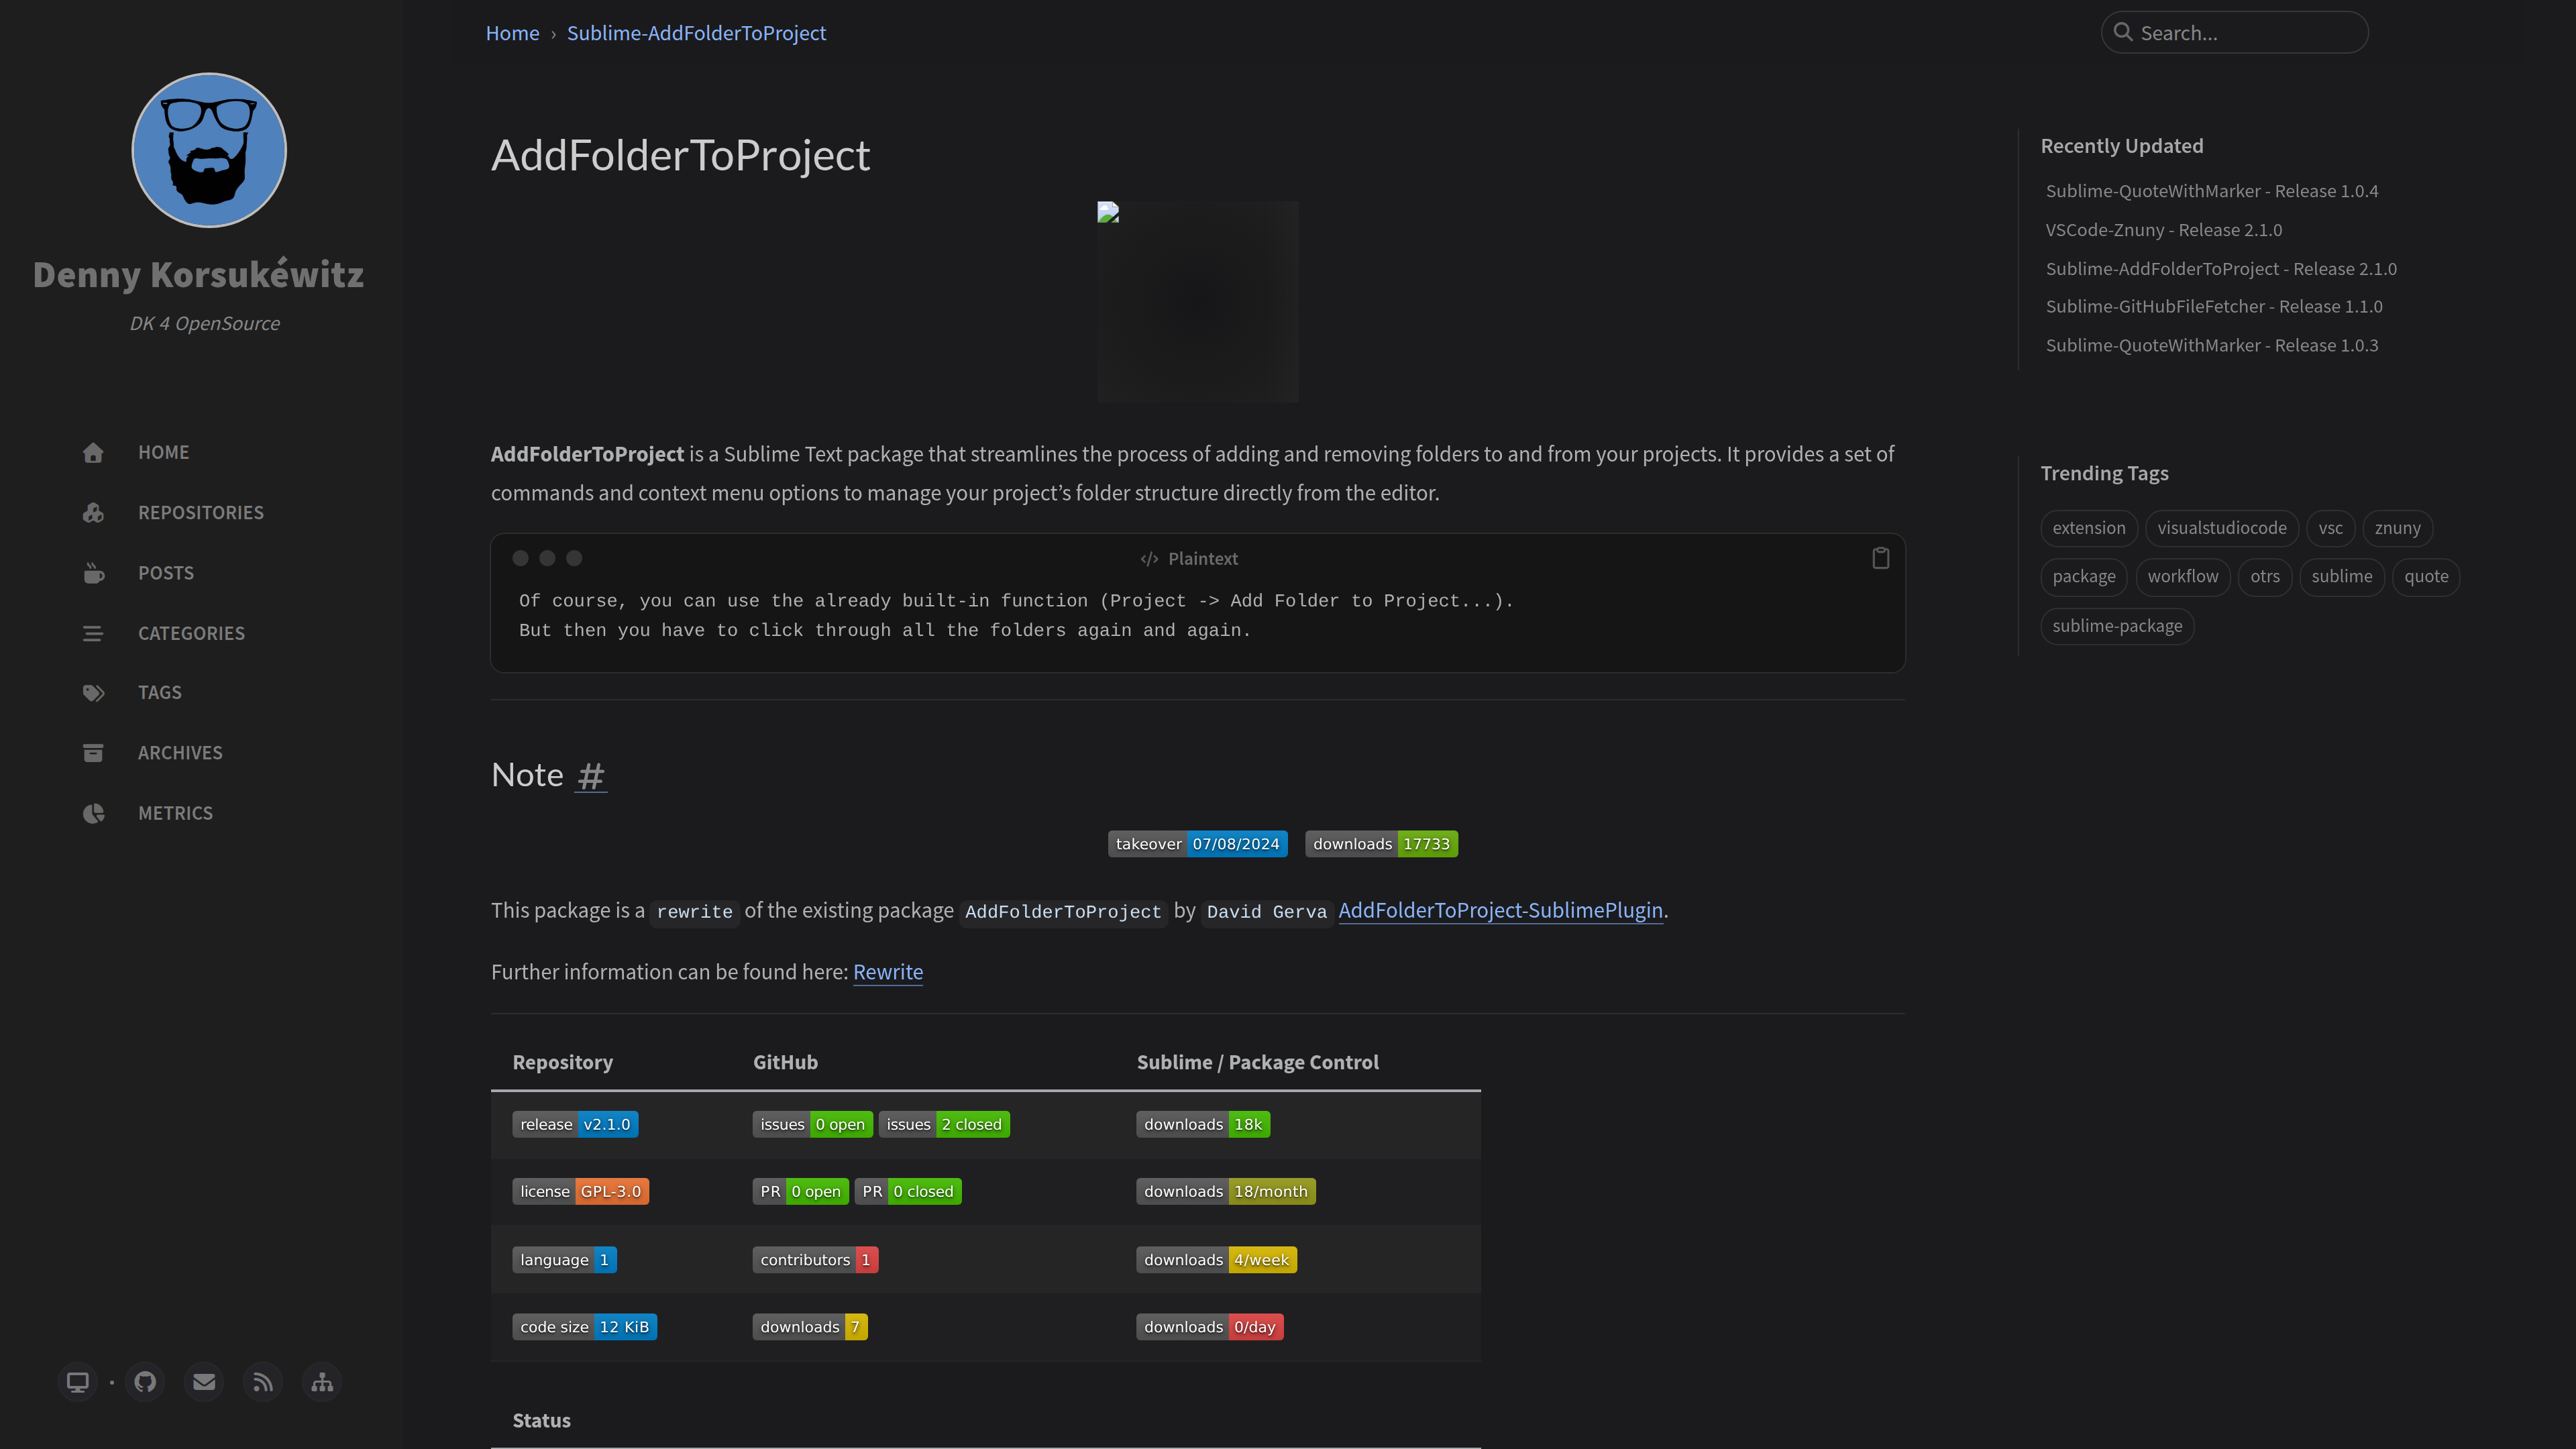 Denny Korsukéwitz
DK 4 OpenSource
HOME
REPOSITORIES
POSTS
CATEGORIES
TAGS
ARCHIVES
METRICS
Home › Sublime-AddFolderToProject
Search...
AddFolderToProject
AddFolderToProject is a Sublime Text package that streamlines the process of adding and removing folders to and from your projects. It provides a set of
commands and context menu options to manage your project’s folder structure directly from the editor.
Plaintext
Of course, you can use the already built-in function (Project -> Add Folder to Project...).
But then you have to click through all the folders again and again.
Note #
takeover 07/08/2024 downloads 17733
This package is a rewrite of the existing package AddFolderToProject by David Gerva AddFolderToProject-SublimePlugin.
Further information can be found here: Rewrite
Repository GitHub Sublime / Package Control
release v2.1.0 issues 0 open issues 2 closed downloads 18k
license GPL-3.0 PR 0 open PR 0 closed downloads 18/month
language 1 contributors 1 downloads 4/week
code size 12 KiB downloads 7 downloads 0/day
Status
Recently Updated
Sublime-QuoteWithMarker - Release 1.0.4
VSCode-Znuny - Release 2.1.0
Sublime-AddFolderToProject - Release 2.1.0
Sublime-GitHubFileFetcher - Release 1.1.0
Sublime-QuoteWithMarker - Release 1.0.3
Trending Tags
extension visualstudiocode vsc znuny
package workflow otrs sublime quote
sublime-package